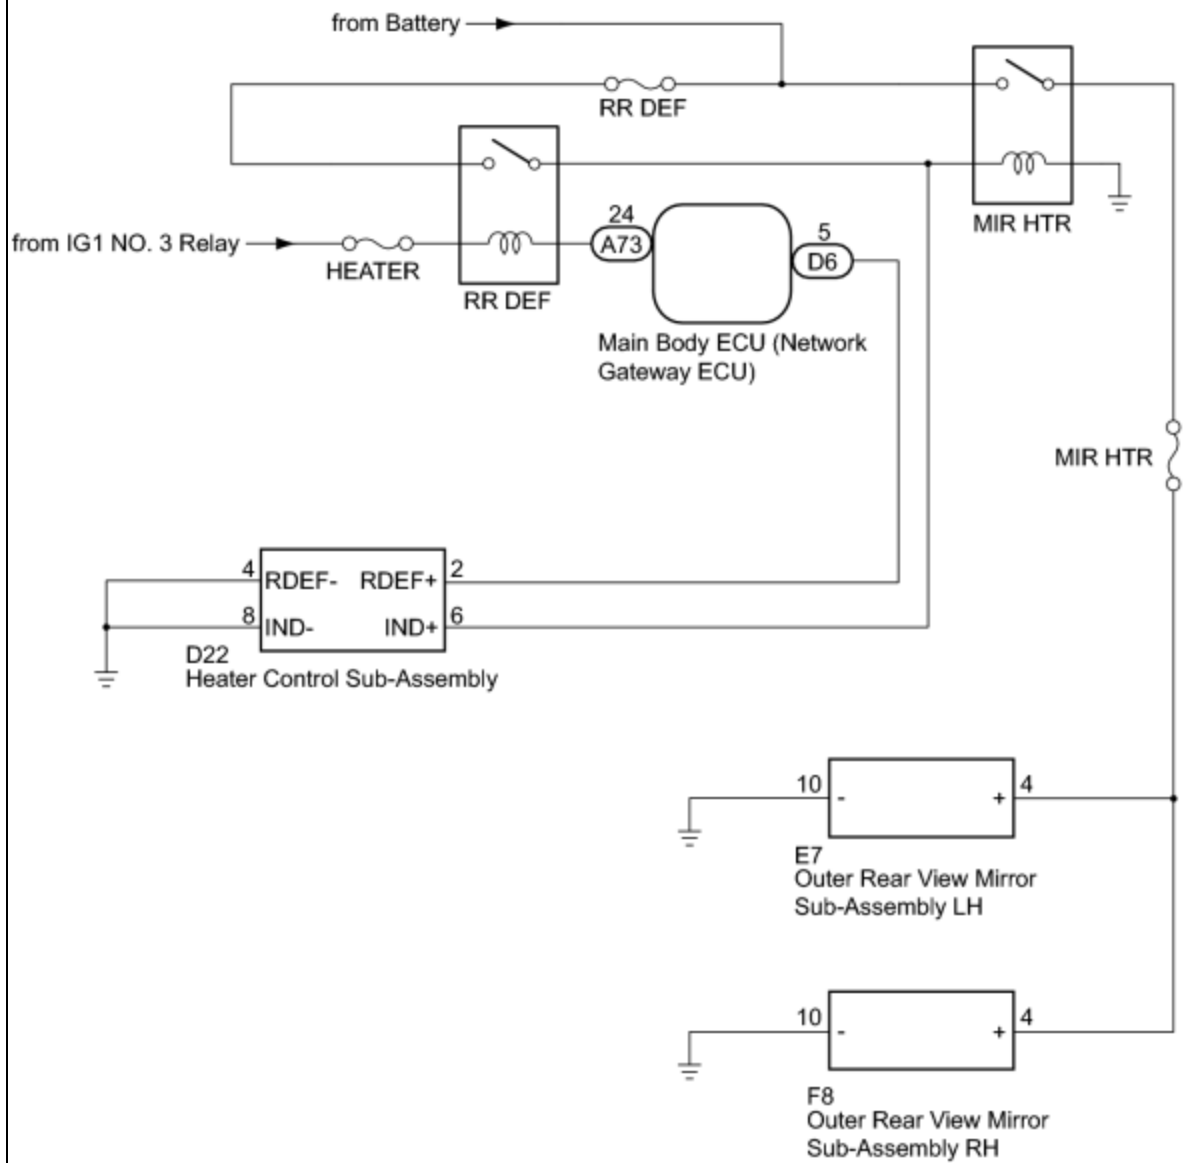 from Battery
RR DEF
24
A73
5
D6
MIR HTR
from IG1 NO. 3 Relay
HEATER
RR DEF
Main Body ECU (Network
Gateway ECU)
MIR HTR
4
RDEF-
RDEF+
2
8
IND-
IND+
6
D22
Heater Control Sub-Assembly
10
-
+
4
E7
Outer Rear View Mirror
Sub-Assembly LH
10
-
+
4
F8
Outer Rear View Mirror
Sub-Assembly RH